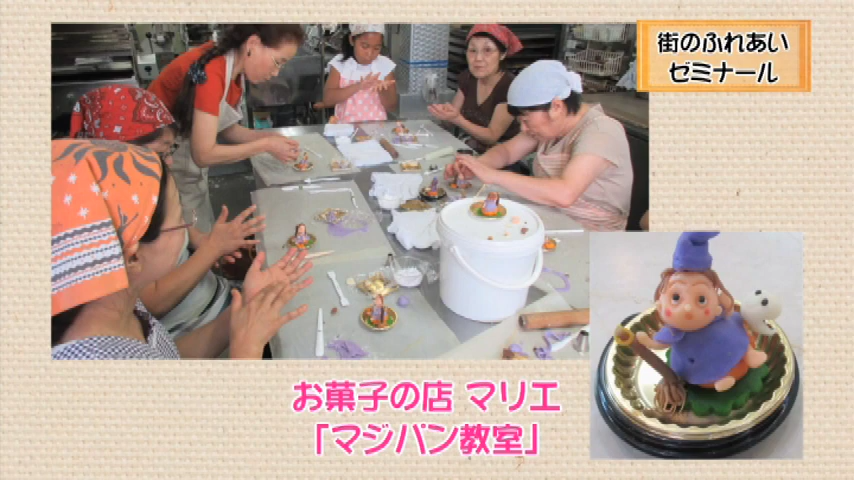 街のふれあい
ゼミナール
お菓子の店 マリエ
「マジパン教室」